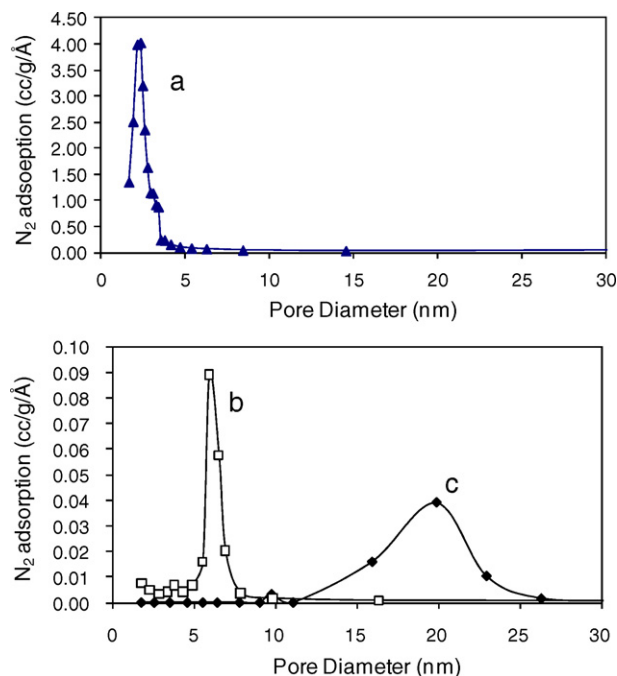 4.50
4.00
3.50
3.00
2.50
2.00
1.50
1.00
0.50
0.00
N₂ adsoeption (cc/g/Å)
a
0 5 10 15 20 25 30
Pore Diameter (nm)
0.10
0.09
0.08
0.07
0.06
0.05
0.04
0.03
0.02
0.01
0.00
N₂ adsorption (cc/g/Å)
b
c
0 5 10 15 20 25 30
Pore Diameter (nm)